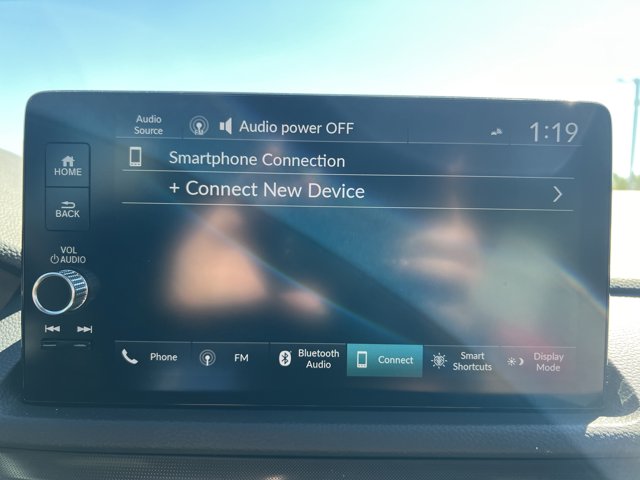 Audio
Source
Audio power OFF
1:19
HOME
Smartphone Connection
+ Connect New Device
BACK
VOL
AUDIO
Phone
FM
Bluetooth
Audio
Connect
Smart
Shortcuts
Display
Mode